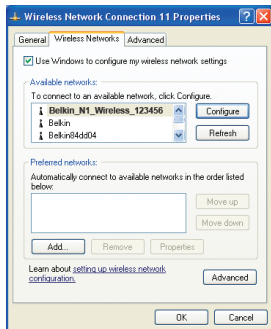 Wireless Network Connection 11 Properties
General Wireless Networks Advanced
Use Windows to configure my wireless network settings
Available networks:
To connect to an available network, click Configure.
Belkin_N1_Wireless_123456
Configure
Belkin
Belkin84dd04
Refresh
Preferred networks:
Automatically connect to available networks in the order listed
below:
Move up
Move down
Add... Remove Properties
Learn about setting up wireless network
configuration.
Advanced
OK Cancel